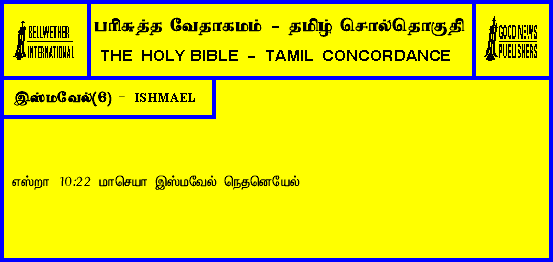 BELLWETHER
INTERNATIONAL
பரிசுத்த வேதாகமம் - தமிழ் சொல்தொகுதி
THE HOLY BIBLE - TAMIL CONCORDANCE
GOOD NEWS
PUBLISHERS
இஸ்மவேல்(6) - ISHMAEL
எஸ்றா 10:22 மாசெயா இஸ்மவேல் நெதனெயேல்